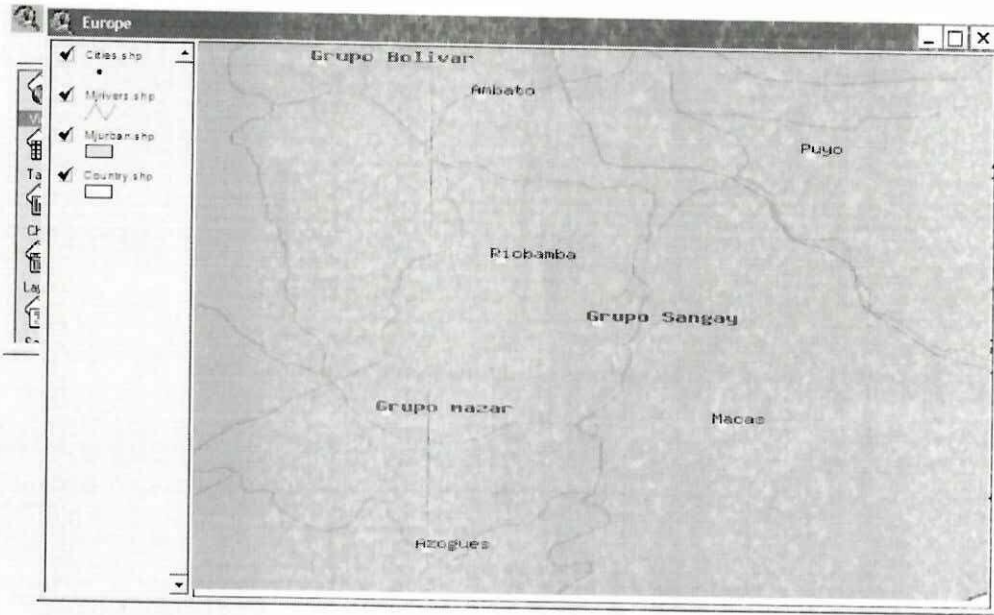 Europe
Cities.shp
Mjrivers.shp
Mjurban.shp
Country.shp
Ta
Grupo Bolivar
Ambato
Puyo
Riobamba
Grupo Sangay
Grupo mazar
Macas
Azogues